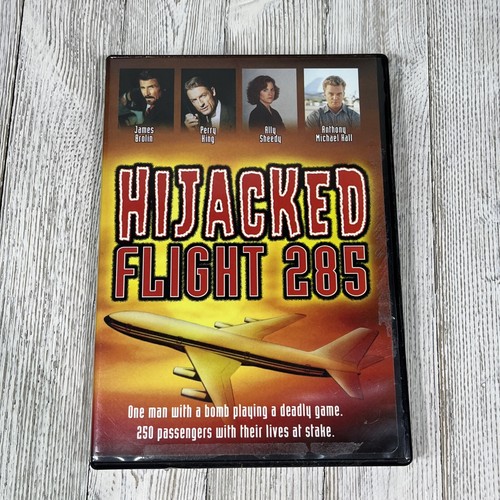 James
Brolin
Perry
King
Ally
Sheedy
Anthony
Michael Hall
HIJACKED
FLIGHT 285
One man with a bomb playing a deadly game.
250 passengers with their lives at stake.